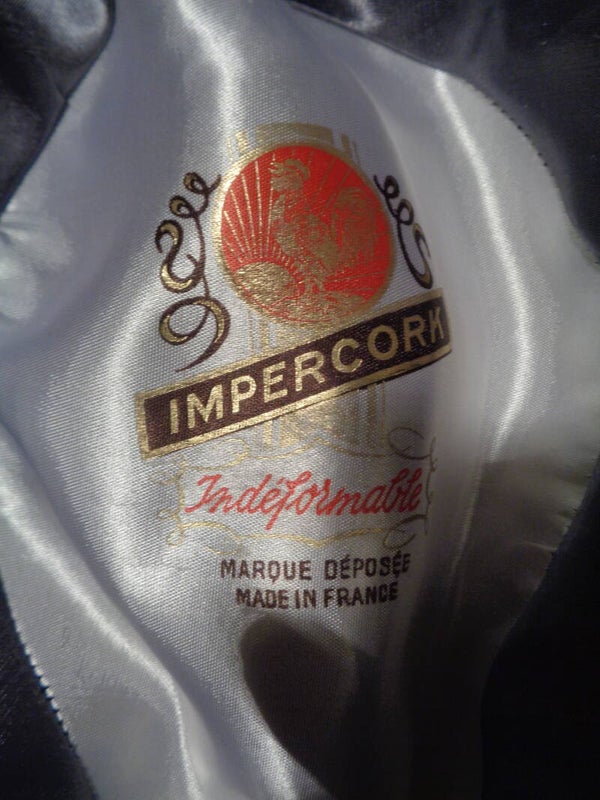 IMPERCORK
Indéformable
MARQUE DÉPOSÉE
MADE IN FRANCE